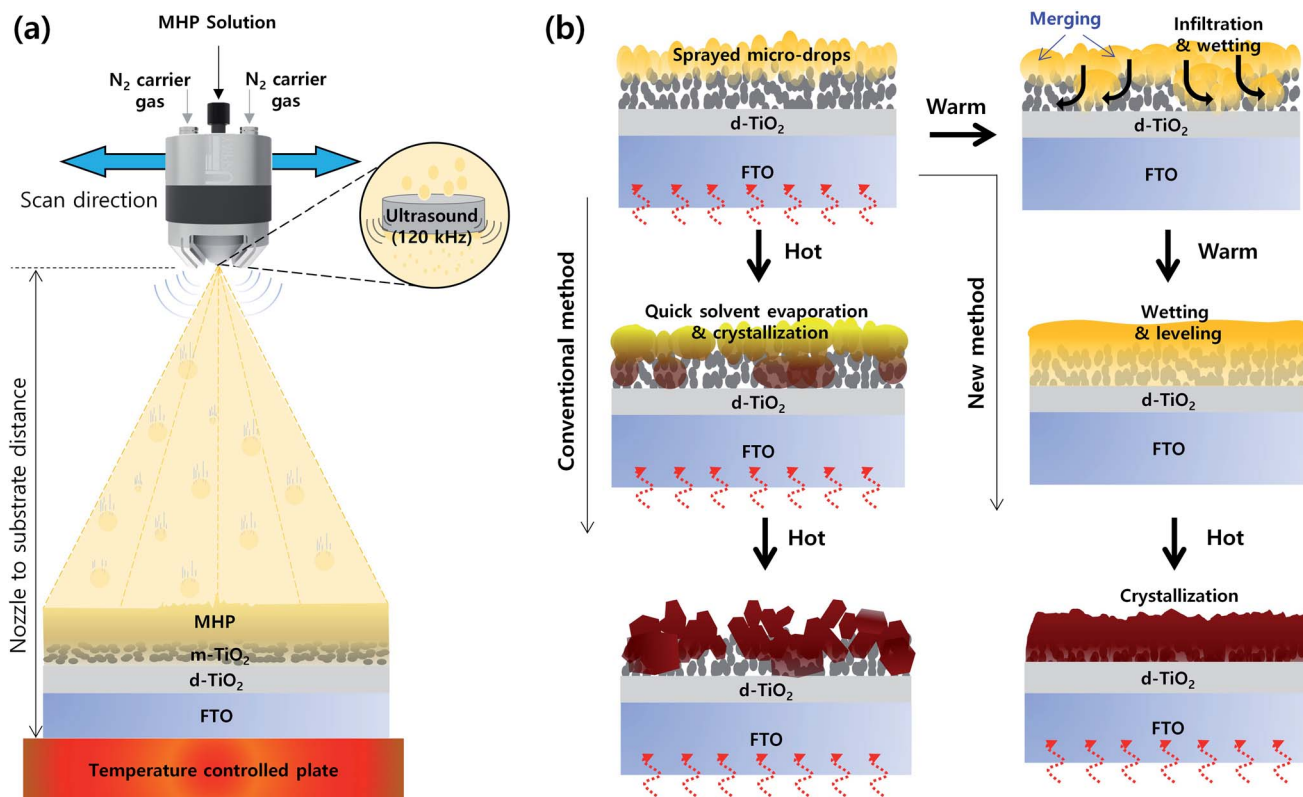 (a)
MHP Solution
N₂ carrier
gas
N₂ carrier
gas
Scan direction
Ultrasound
(120 kHz)
Nozzle to substrate distance
MHP
m-TiO₂
d-TiO₂
FTO
Temperature controlled plate
(b)
Sprayed micro-drops
d-TiO₂
FTO
Warm
Merging
Infiltration
& wetting
d-TiO₂
FTO
Conventional method
Hot
Quick solvent evaporation
& crystallization
d-TiO₂
FTO
New method
Warm
Wetting
& leveling
d-TiO₂
FTO
Hot
d-TiO₂
FTO
Hot
Crystallization
d-TiO₂
FTO